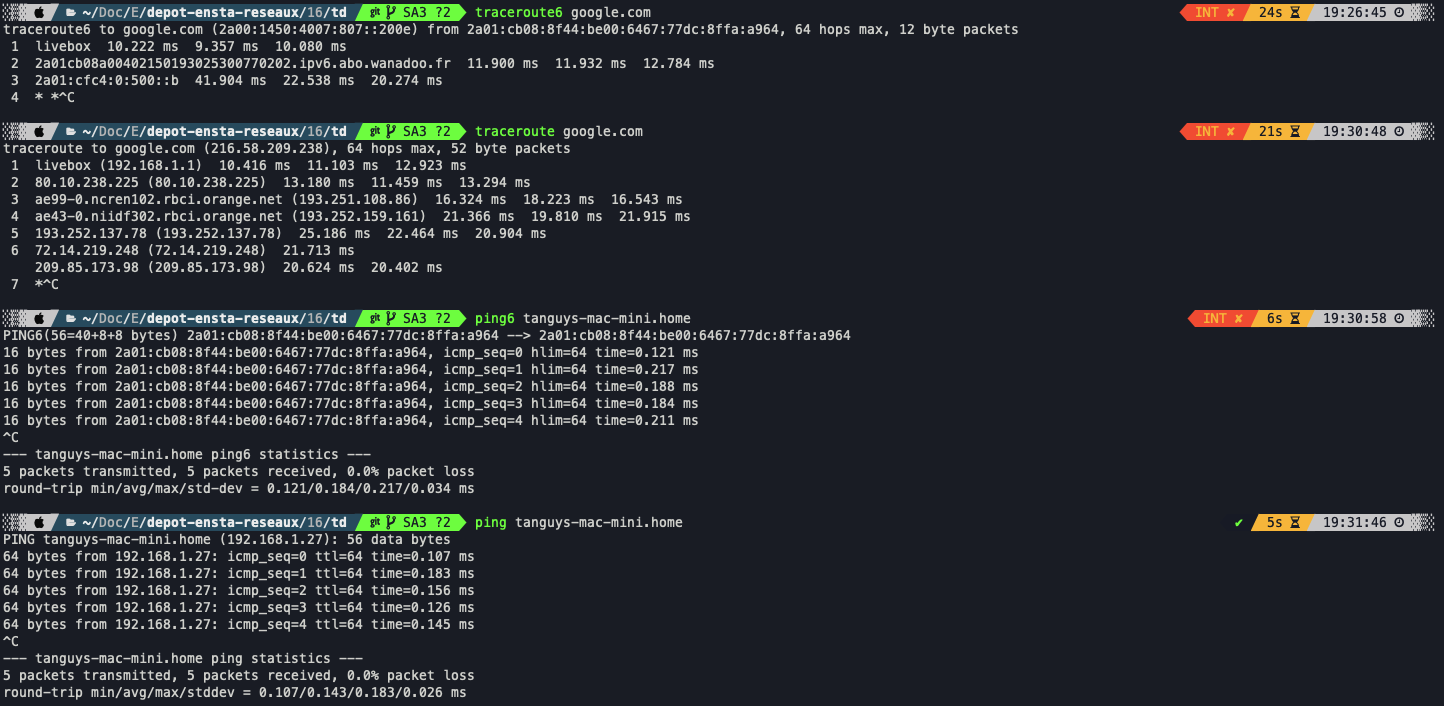 ~/Doc/E/depot-ensta-reseaux/16/td git SA3 ?2 traceroute6 google.com INT ✘ 24s 19:26:45
traceroute6 to google.com (2a00:1450:4007:807::200e) from 2a01:cb08:8f44:be00:6467:77dc:8ffa:a964, 64 hops max, 12 byte packets
1 livebox 10.222 ms 9.357 ms 10.080 ms
2 2a01cb08a00402150193025300770202.ipv6.abo.wanadoo.fr 11.900 ms 11.932 ms 12.784 ms
3 2a01:cfc4:0:500::b 41.904 ms 22.538 ms 20.274 ms
4 * *^C
~/Doc/E/depot-ensta-reseaux/16/td git SA3 ?2 traceroute google.com INT ✘ 21s 19:30:48
traceroute to google.com (216.58.209.238), 64 hops max, 52 byte packets
1 livebox (192.168.1.1) 10.416 ms 11.103 ms 12.923 ms
2 80.10.238.225 (80.10.238.225) 13.180 ms 11.459 ms 13.294 ms
3 ae99-0.ncren102.rbci.orange.net (193.251.108.86) 16.324 ms 18.223 ms 16.543 ms
4 ae43-0.niidf302.rbci.orange.net (193.252.159.161) 21.366 ms 19.810 ms 21.915 ms
5 193.252.137.78 (193.252.137.78) 25.186 ms 22.464 ms 20.904 ms
6 72.14.219.248 (72.14.219.248) 21.713 ms
209.85.173.98 (209.85.173.98) 20.624 ms 20.402 ms
7 *^C
~/Doc/E/depot-ensta-reseaux/16/td git SA3 ?2 ping6 tanguys-mac-mini.home INT ✘ 6s 19:30:58
PING6(56=40+8+8 bytes) 2a01:cb08:8f44:be00:6467:77dc:8ffa:a964 --> 2a01:cb08:8f44:be00:6467:77dc:8ffa:a964
16 bytes from 2a01:cb08:8f44:be00:6467:77dc:8ffa:a964, icmp_seq=0 hlim=64 time=0.121 ms
16 bytes from 2a01:cb08:8f44:be00:6467:77dc:8ffa:a964, icmp_seq=1 hlim=64 time=0.217 ms
16 bytes from 2a01:cb08:8f44:be00:6467:77dc:8ffa:a964, icmp_seq=2 hlim=64 time=0.188 ms
16 bytes from 2a01:cb08:8f44:be00:6467:77dc:8ffa:a964, icmp_seq=3 hlim=64 time=0.184 ms
16 bytes from 2a01:cb08:8f44:be00:6467:77dc:8ffa:a964, icmp_seq=4 hlim=64 time=0.211 ms
^C
--- tanguys-mac-mini.home ping6 statistics ---
5 packets transmitted, 5 packets received, 0.0% packet loss
round-trip min/avg/max/std-dev = 0.121/0.184/0.217/0.034 ms
~/Doc/E/depot-ensta-reseaux/16/td git SA3 ?2 ping tanguys-mac-mini.home ✔ 5s 19:31:46
PING tanguys-mac-mini.home (192.168.1.27): 56 data bytes
64 bytes from 192.168.1.27: icmp_seq=0 ttl=64 time=0.107 ms
64 bytes from 192.168.1.27: icmp_seq=1 ttl=64 time=0.183 ms
64 bytes from 192.168.1.27: icmp_seq=2 ttl=64 time=0.156 ms
64 bytes from 192.168.1.27: icmp_seq=3 ttl=64 time=0.126 ms
64 bytes from 192.168.1.27: icmp_seq=4 ttl=64 time=0.145 ms
^C
--- tanguys-mac-mini.home ping statistics ---
5 packets transmitted, 5 packets received, 0.0% packet loss
round-trip min/avg/max/stddev = 0.107/0.143/0.183/0.026 ms